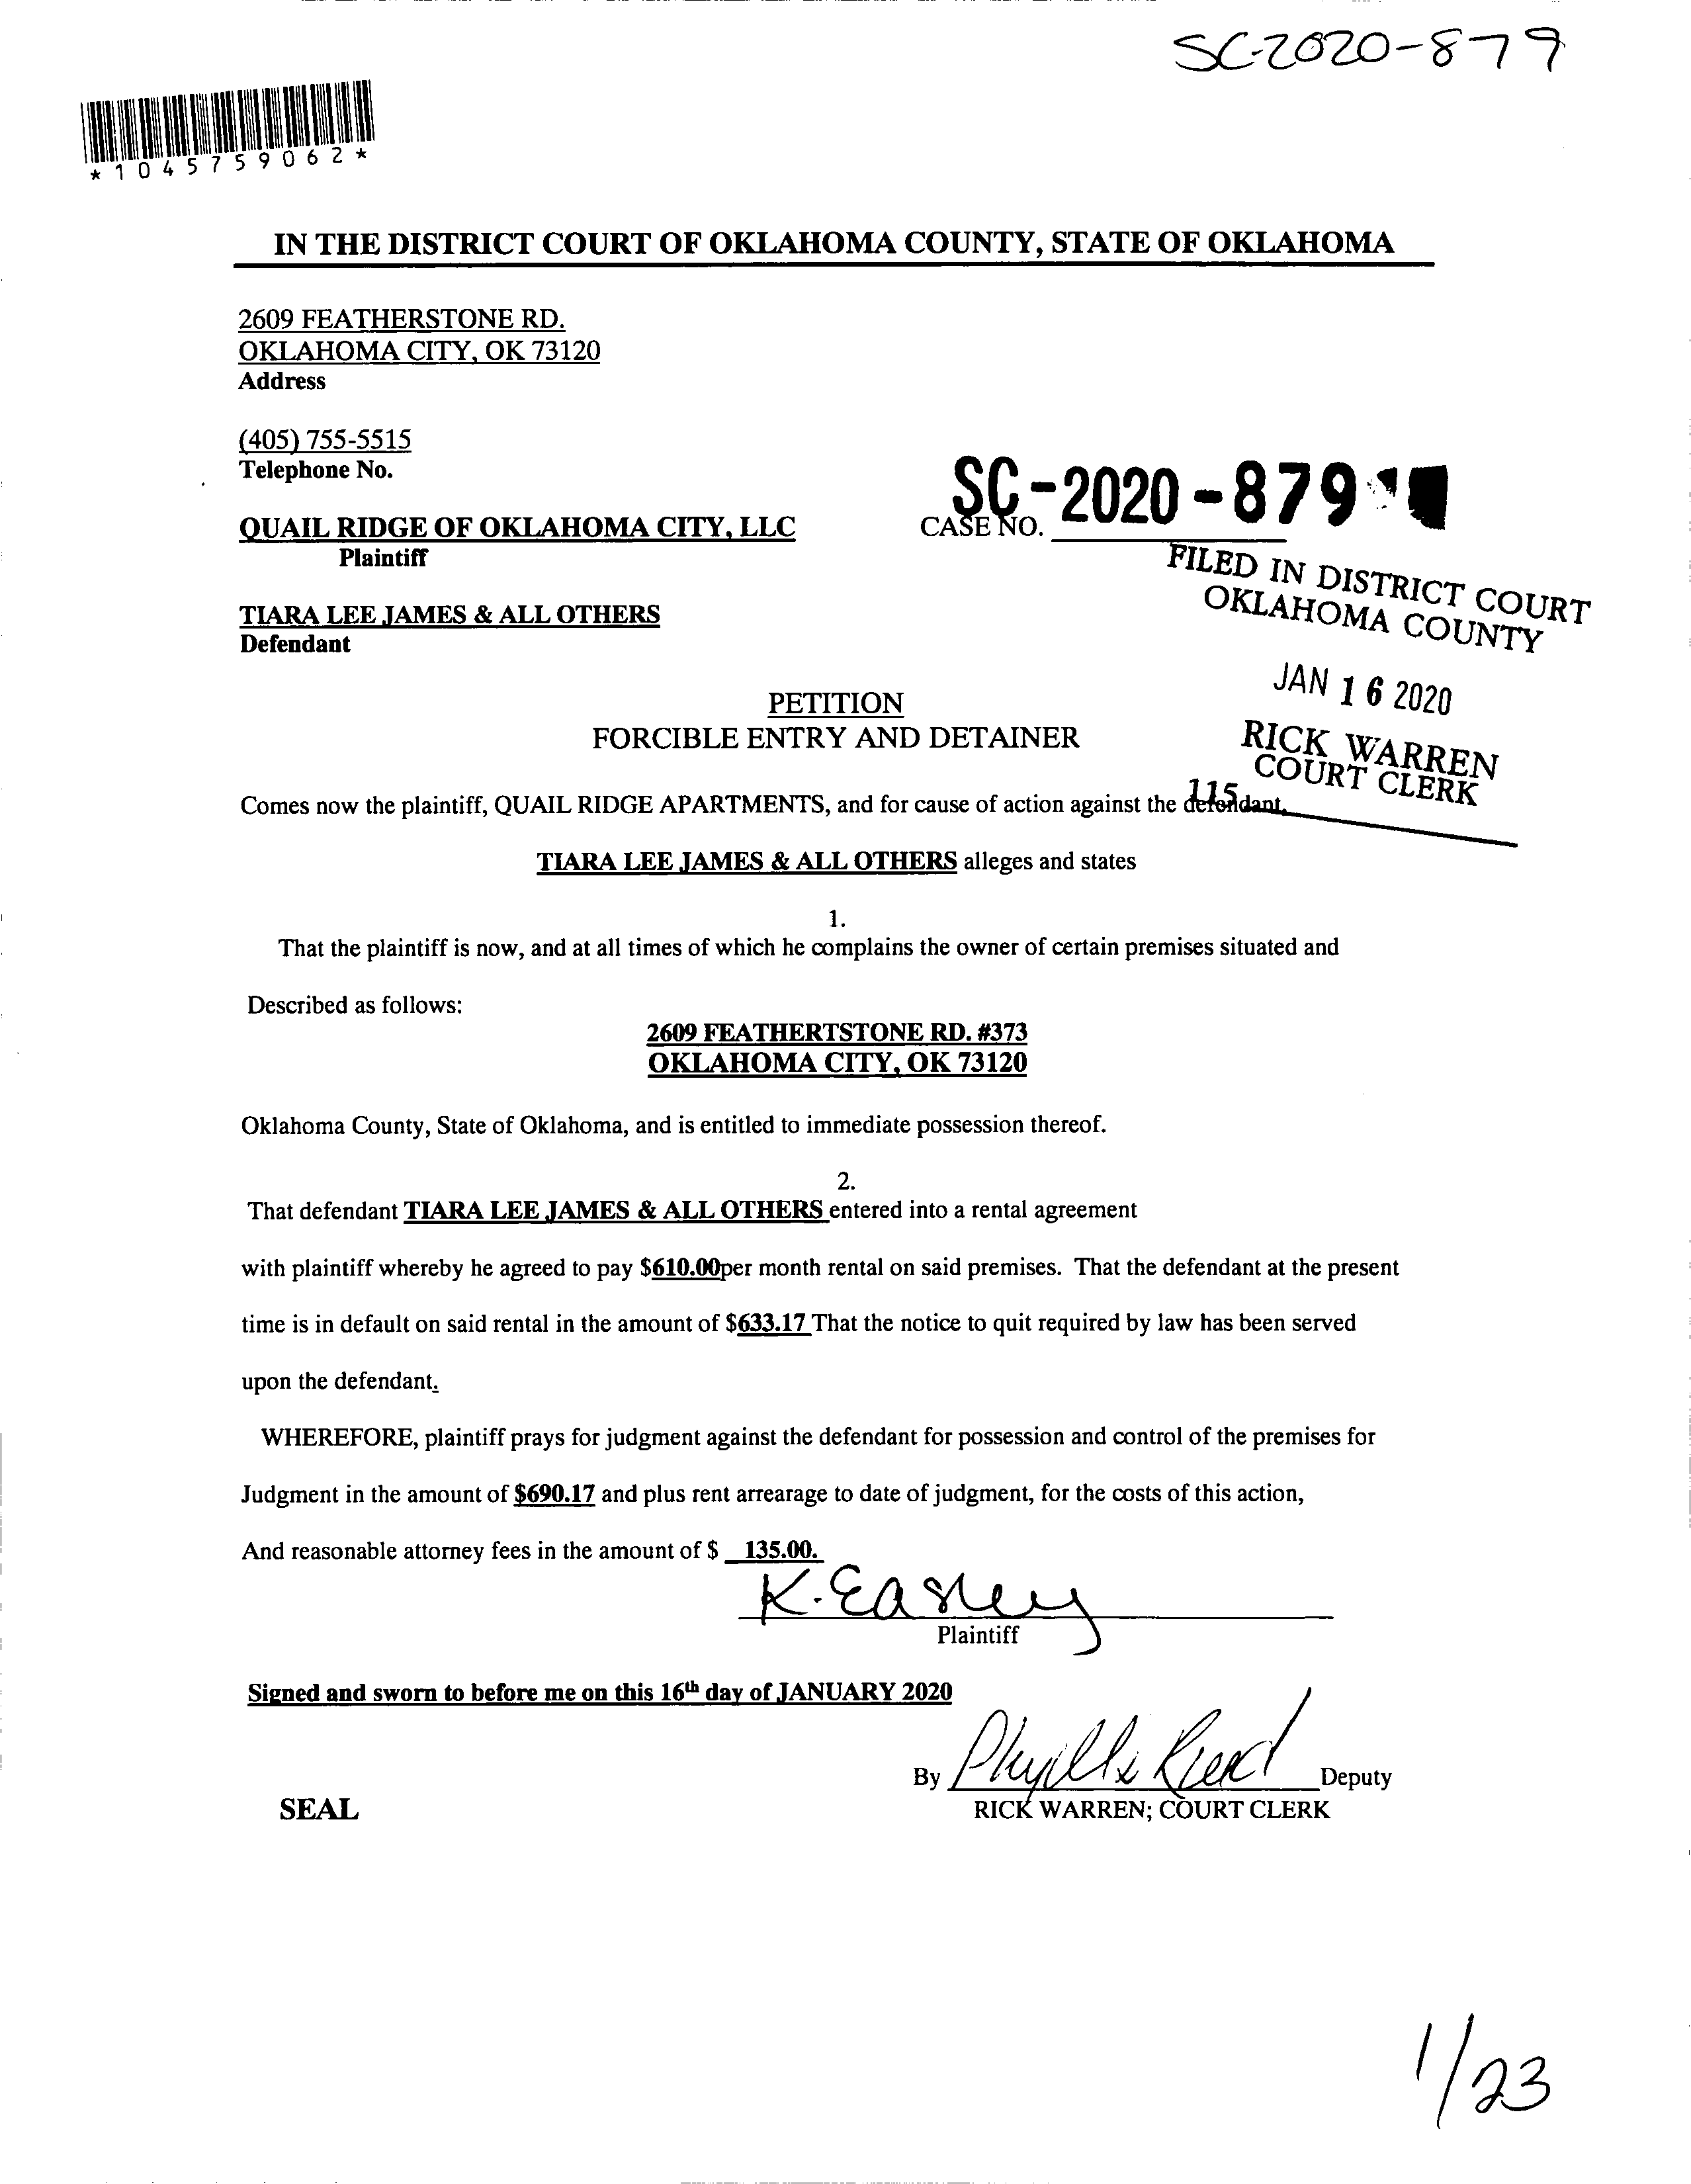 SC-2020-879
*1045759062*
IN THE DISTRICT COURT OF OKLAHOMA COUNTY, STATE OF OKLAHOMA
2609 FEATHERSTONE RD.
OKLAHOMA CITY, OK 73120
Address
(405) 755-5515
Telephone No.
SC-2020-879
QUAIL RIDGE OF OKLAHOMA CITY, LLC CASE NO.
Plaintiff
FILED IN DISTRICT COURT
OKLAHOMA COUNTY
TIARA LEE JAMES & ALL OTHERS
Defendant
JAN 16 2020
PETITION
FORCIBLE ENTRY AND DETAINER
RICK WARREN
COURT CLERK
115
Comes now the plaintiff, QUAIL RIDGE APARTMENTS, and for cause of action against the defendant.
TIARA LEE JAMES & ALL OTHERS alleges and states
1.
That the plaintiff is now, and at all times of which he complains the owner of certain premises situated and
Described as follows:
2609 FEATHERTSTONE RD. #373
OKLAHOMA CITY, OK 73120
Oklahoma County, State of Oklahoma, and is entitled to immediate possession thereof.
2.
That defendant TIARA LEE JAMES & ALL OTHERS entered into a rental agreement
with plaintiff whereby he agreed to pay $610.00per month rental on said premises. That the defendant at the present
time is in default on said rental in the amount of $633.17 That the notice to quit required by law has been served
upon the defendant.
WHEREFORE, plaintiff prays for judgment against the defendant for possession and control of the premises for
Judgment in the amount of $690.17 and plus rent arrearage to date of judgment, for the costs of this action,
And reasonable attorney fees in the amount of $ 135.00.
K. Easley
Plaintiff
Signed and sworn to before me on this 16th day of JANUARY 2020
By Phyllis Reed Deputy
SEAL
RICK WARREN; COURT CLERK
1/23